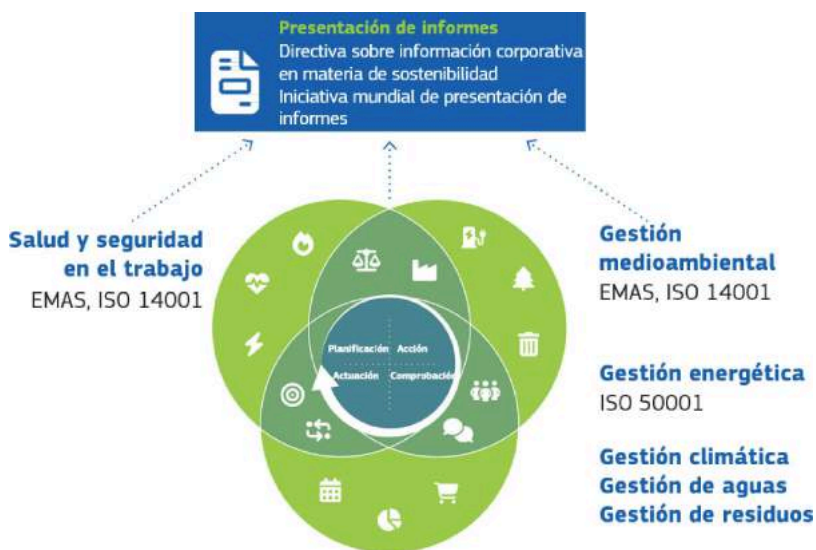 Presentación de informes
Directiva sobre información corporativa
en materia de sostenibilidad
Iniciativa mundial de presentación de
informes
Salud y seguridad
en el trabajo
EMAS, ISO 14001
Planificación
Acción
Actuación
Comprobación
Gestión
medioambiental
EMAS, ISO 14001
Gestión energética
ISO 50001
Gestión climática
Gestión de aguas
Gestión de residuos